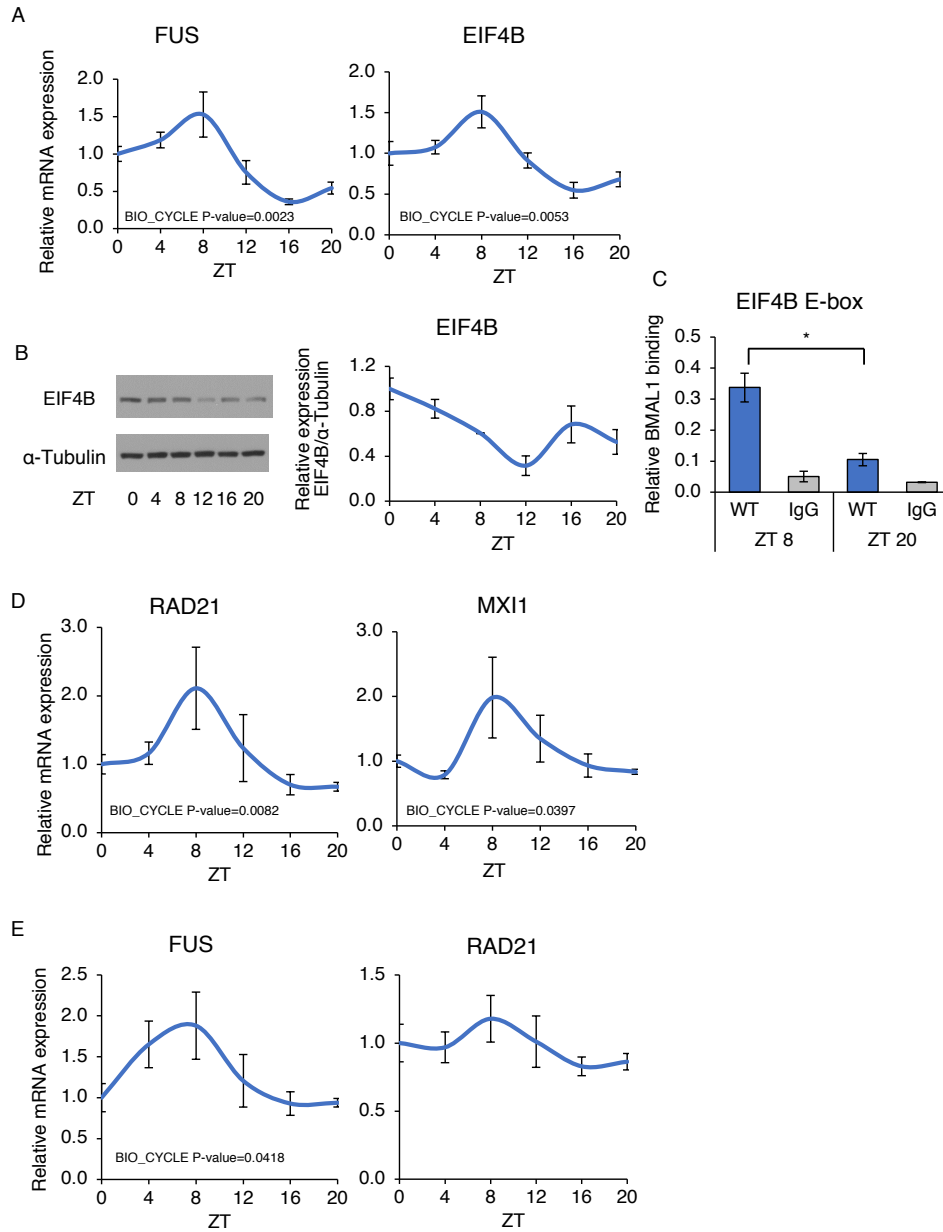 A
FUS
EIF4B
Relative mRNA expression
2.0
1.5
1.0
0.5
0.0
BIO_CYCLE P-value=0.0023
0 4 8 12 16 20
ZT
2.0
1.5
1.0
0.5
0.0
BIO_CYCLE P-value=0.0053
0 4 8 12 16 20
ZT
B
EIF4B
α-Tubulin
ZT 0 4 8 12 16 20
EIF4B
Relative expression
EIF4B/α-Tubulin
1.2
0.8
0.4
0.0
0 4 8 12 16 20
ZT
C
EIF4B E-box
Relative BMAL1 binding
0.5
0.4
0.3
0.2
0.1
0.0
*
WT IgG WT IgG
ZT 8 ZT 20
D
RAD21
MXI1
Relative mRNA expression
3.0
2.0
1.0
0.0
BIO_CYCLE P-value=0.0082
0 4 8 12 16 20
ZT
3.0
2.0
1.0
0.0
BIO_CYCLE P-value=0.0397
0 4 8 12 16 20
ZT
E
FUS
RAD21
Relative mRNA expression
2.5
2.0
1.5
1.0
0.5
0.0
BIO_CYCLE P-value=0.0418
0 4 8 12 16 20
ZT
1.5
1.0
0.5
0.0
0 4 8 12 16 20
ZT